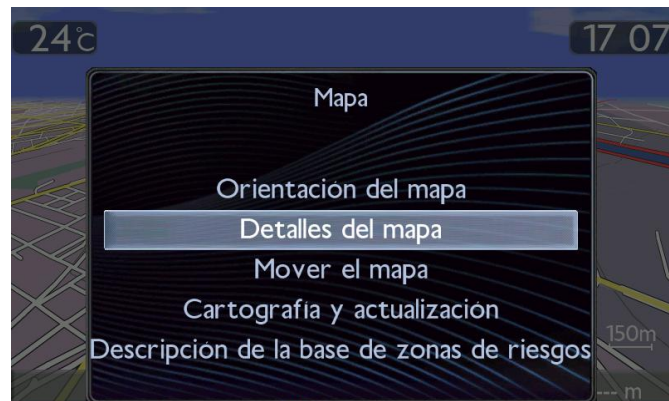 24°c
17 07
Mapa
Orientación del mapa
Detalles del mapa
Mover el mapa
Cartografía y actualización
Descripción de la base de zonas de riesgos
150m
--- m